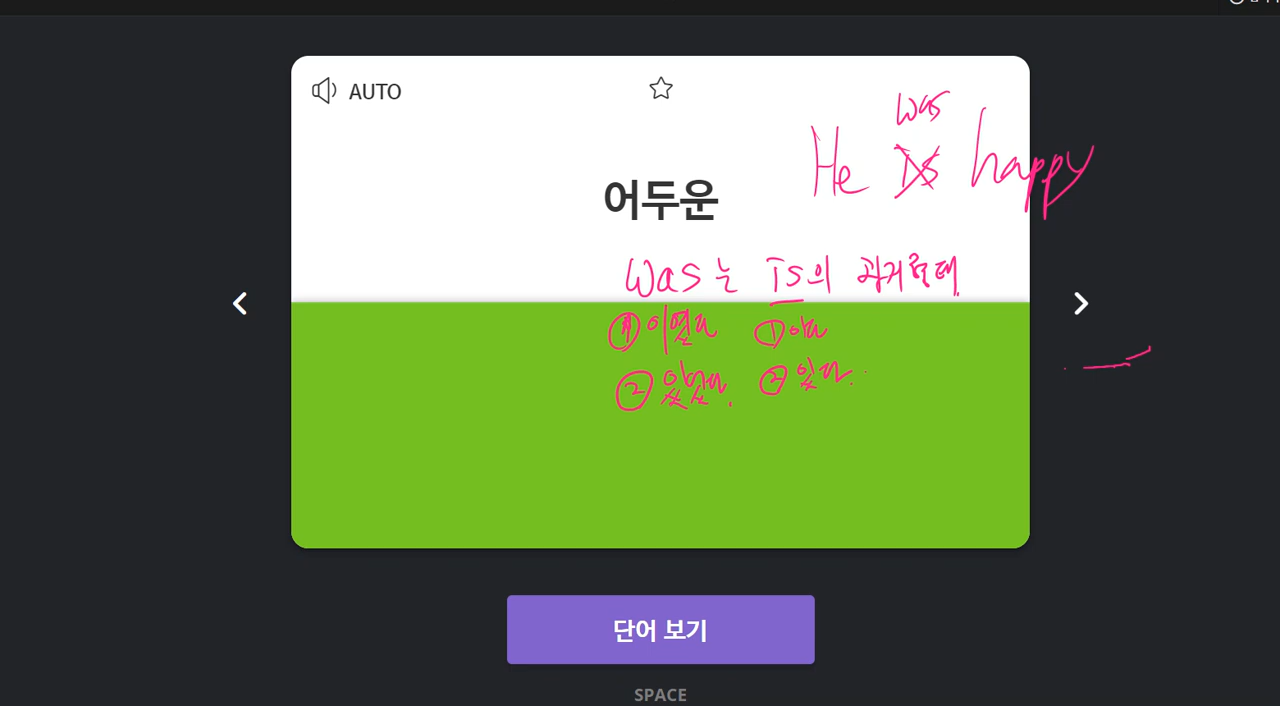 AUTO
was
He is happy
어두운
was는 is의 과거형태.
①이었다 ①이다
②있었다. ②있다.
단어 보기
SPACE